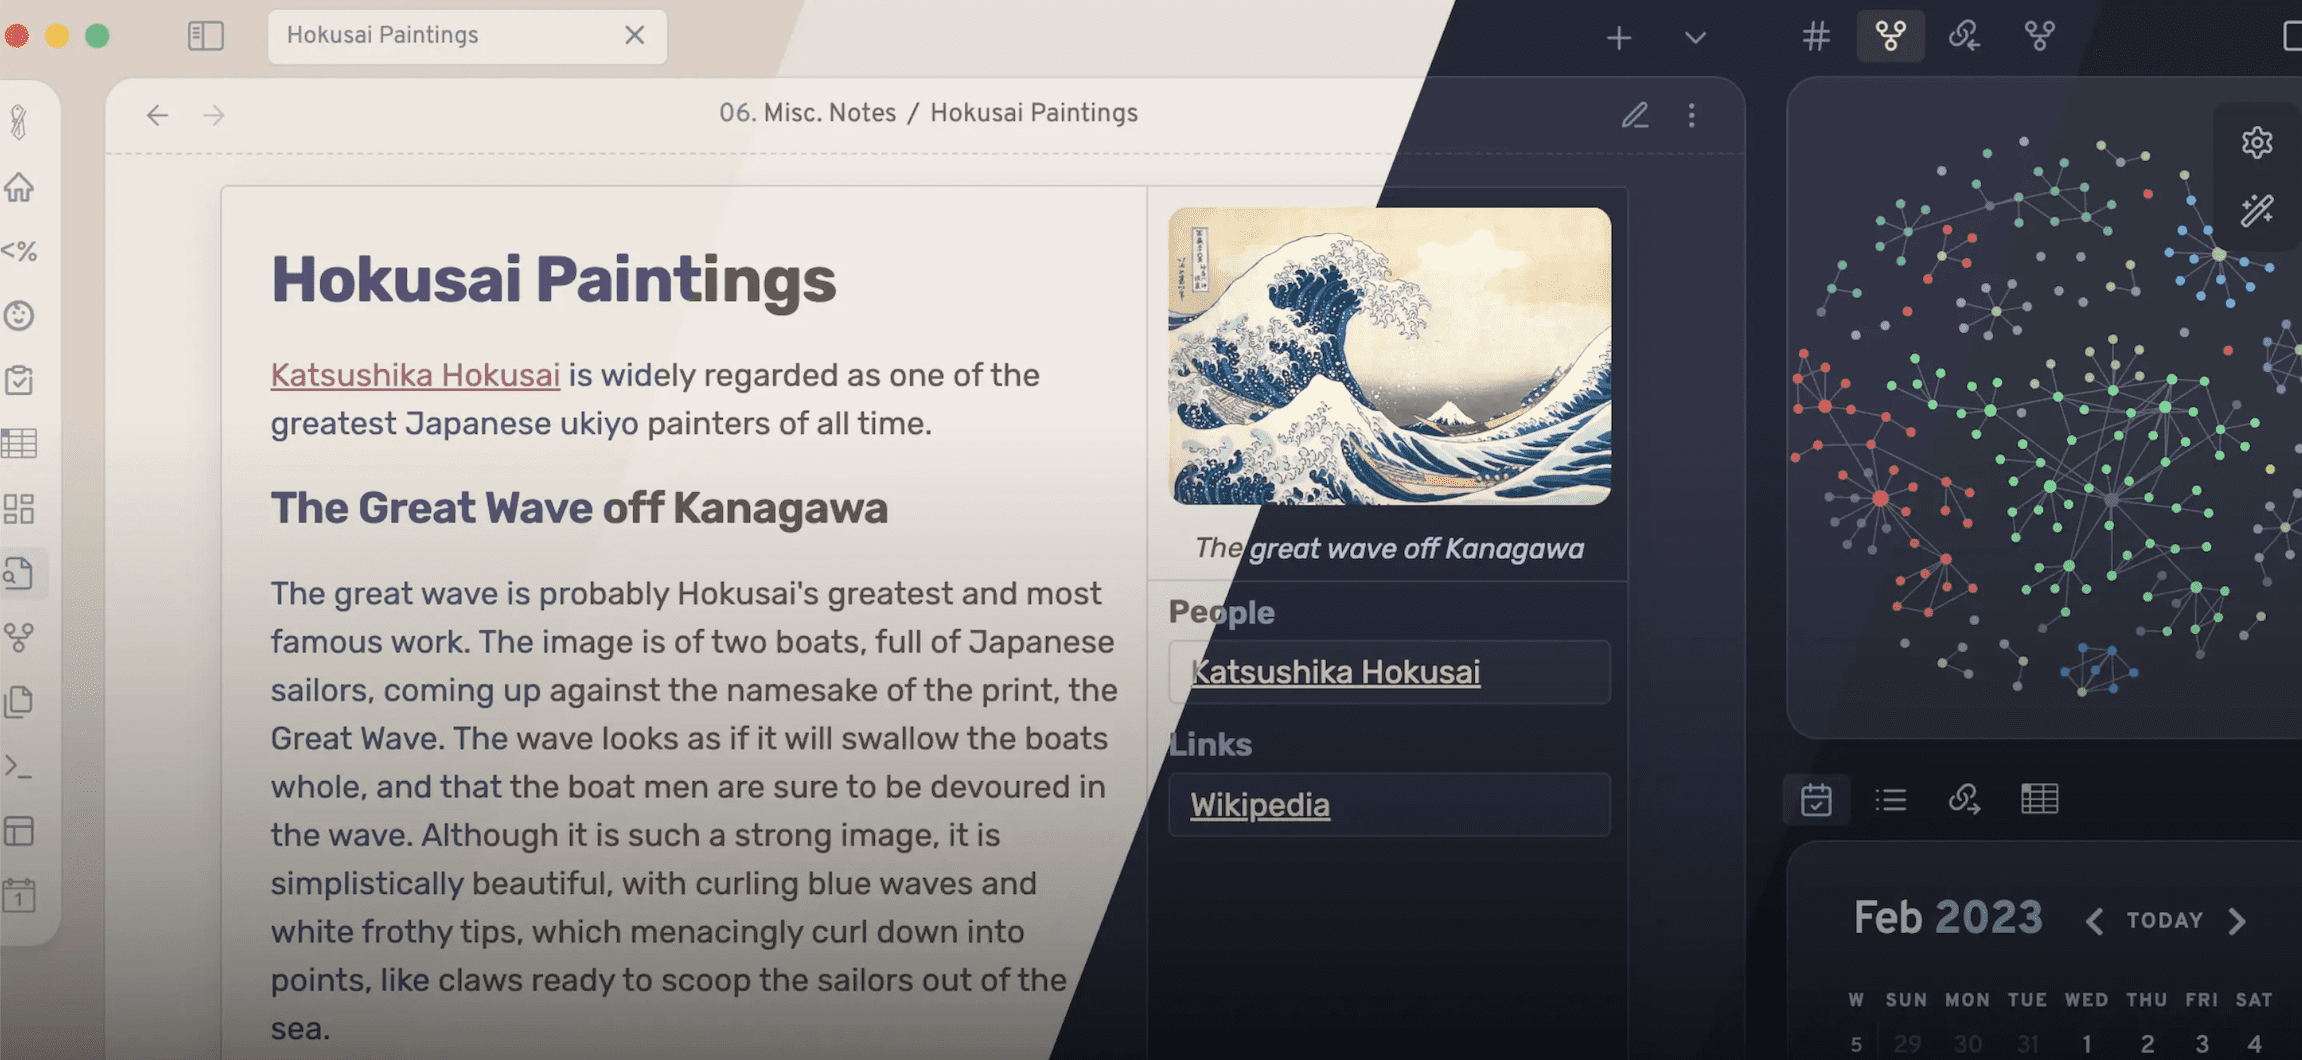 Hokusai Paintings
06. Misc. Notes / Hokusai Paintings
Hokusai Paintings
Katsushika Hokusai is widely regarded as one of the
greatest Japanese ukiyo painters of all time.
The Great Wave off Kanagawa
The great wave is probably Hokusai's greatest and most
famous work. The image is of two boats, full of Japanese
sailors, coming up against the namesake of the print, the
Great Wave. The wave looks as if it will swallow the boats
whole, and that the boat men are sure to be devoured in
the wave. Although it is such a strong image, it is
simplistically beautiful, with curling blue waves and
white frothy tips, which menacingly curl down into
points, like claws ready to scoop the sailors out of the
sea.
The great wave off Kanagawa
People
Katsushika Hokusai
Links
Wikipedia
Feb 2023
TODAY
W SUN MON TUE WED THU FRI SAT
5 29 30 31 1 2 3 4
<%
1